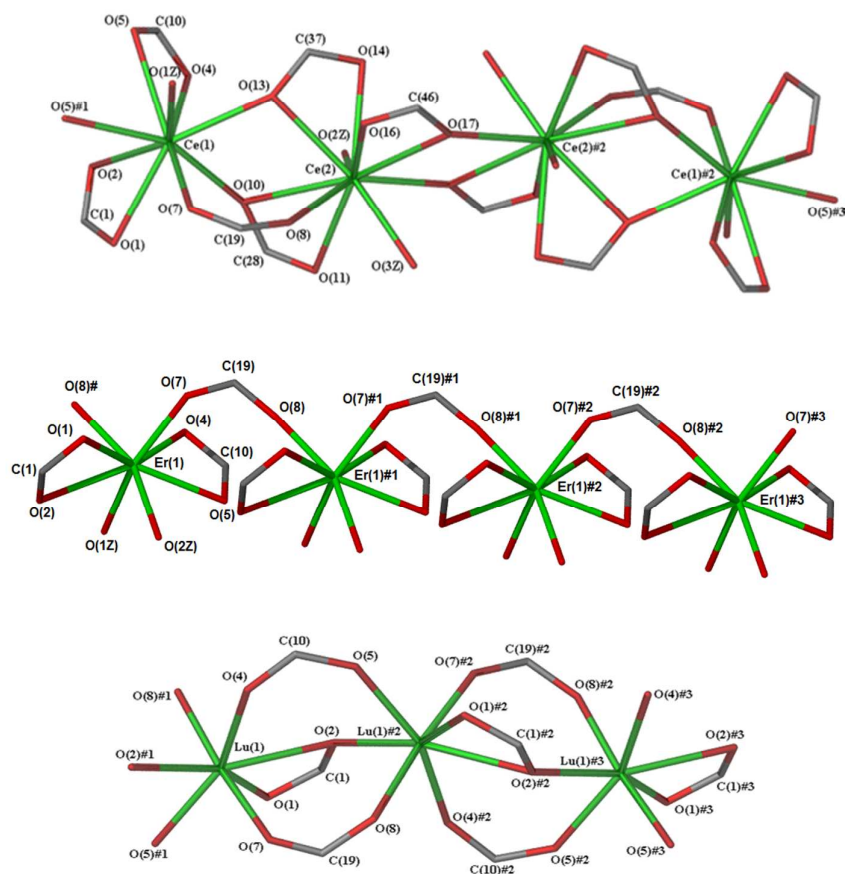 O(5)
C(10)
O(1Z)
O(4)
O(5)#1
C(37)
O(14)
O(13)
C(46)
O(17)
O(2Z)
O(16)
Ce(1)
Ce(2)
Ce(2)#2
Ce(1)#2
O(2)
O(10)
C(1)
O(7)
O(8)
O(5)#3
O(1)
C(19)
C(28)
O(11)
O(3Z)
C(19)
C(19)#1
C(19)#2
O(8)#
O(7)
O(8)
O(7)#1
O(8)#1
O(7)#2
O(8)#2
O(7)#3
O(1)
O(4)
C(1)
Er(1)
C(10)
Er(1)#1
Er(1)#2
Er(1)#3
O(2)
O(5)
O(1Z)
O(2Z)
C(10)
C(19)#2
O(4)
O(5)
O(7)#2
O(8)#2
O(8)#1
O(1)#2
O(4)#3
O(2)
Lu(1)
Lu(1)#2
C(1)#2
O(2)#3
O(2)#1
C(1)
Lu(1)#3
O(2)#2
C(1)#3
O(1)
O(1)#3
O(8)
O(4)#2
O(5)#1
O(7)
O(5)#2
O(5)#3
C(19)
C(10)#2